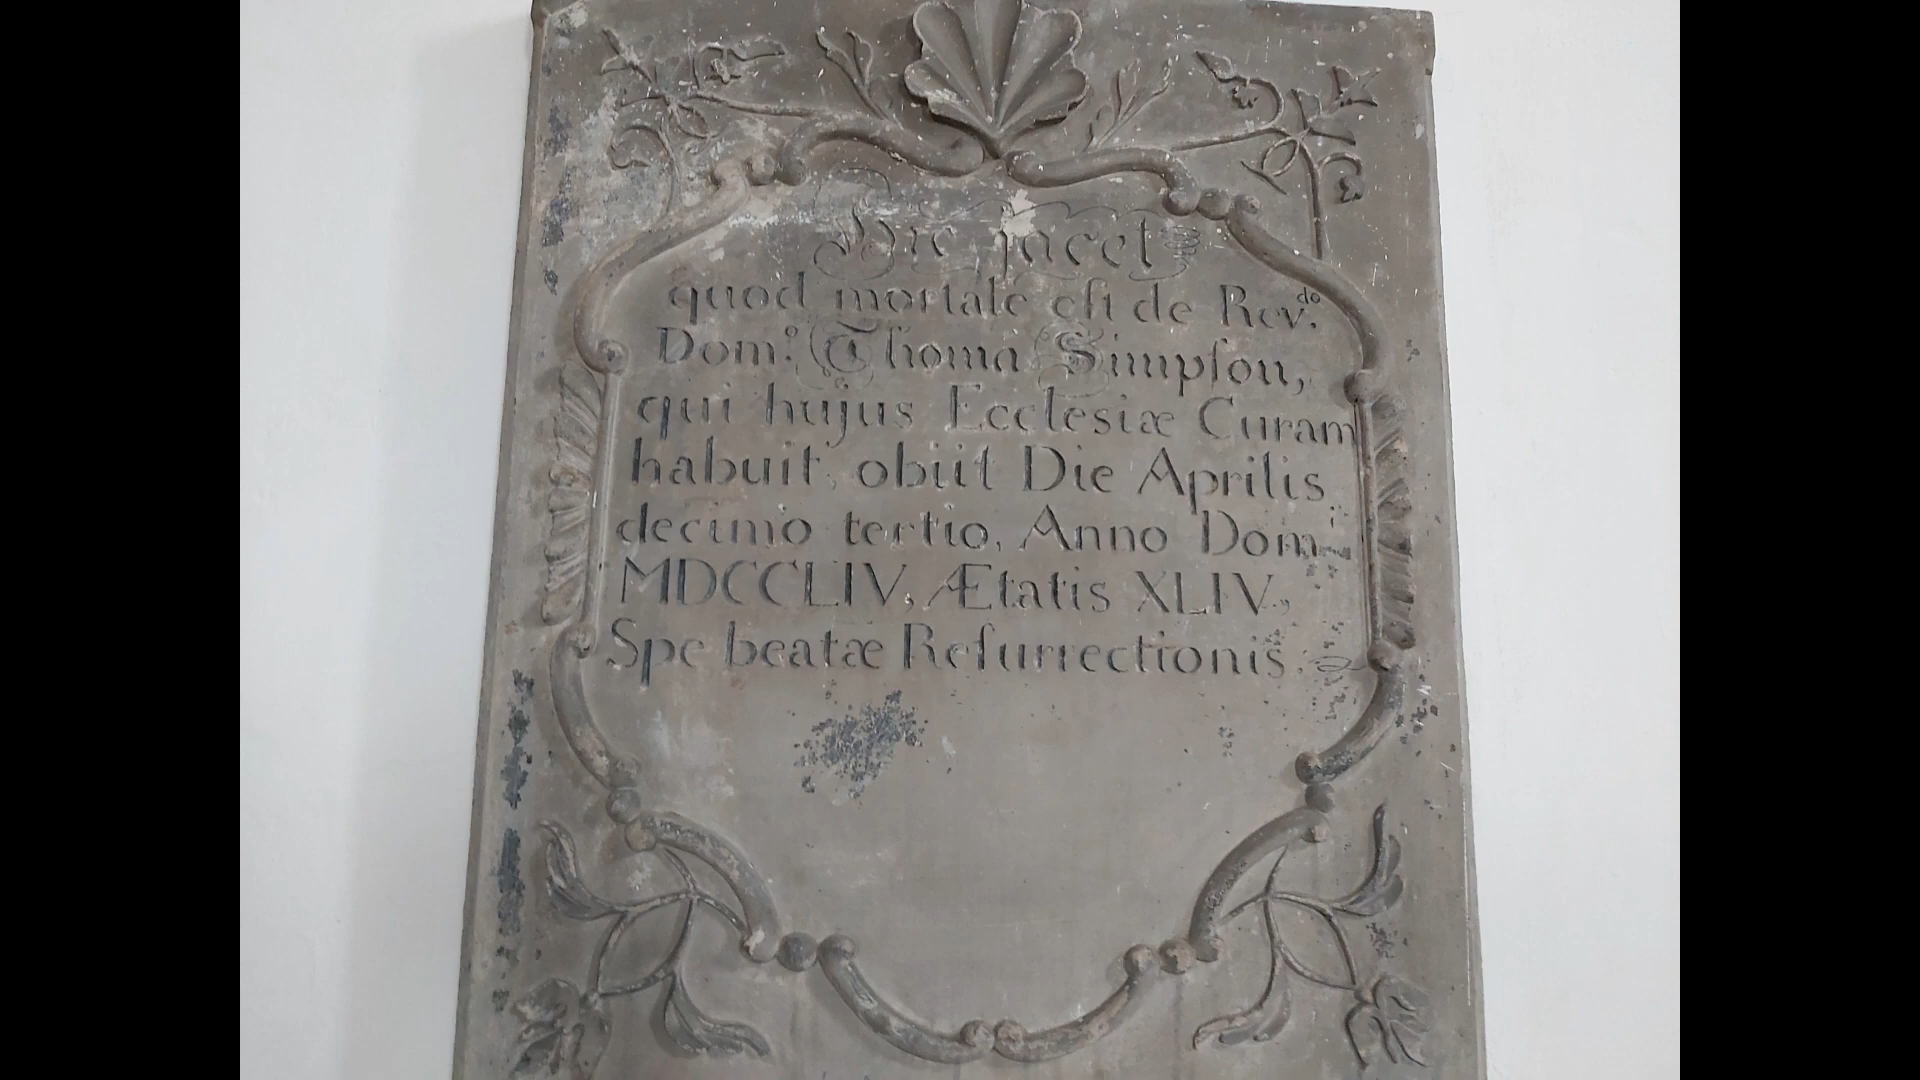 Hic jacet
quod mortale eſt de Rev.do
Dom.o Thoma Simpſon,
qui hujus Ecclesiæ Curam
habuit, obiit Die Aprilis
decimo tertio, Anno Dom.i
MDCCLIV, Ætatis XLIV,
Spe beatæ Reſurrectionis.